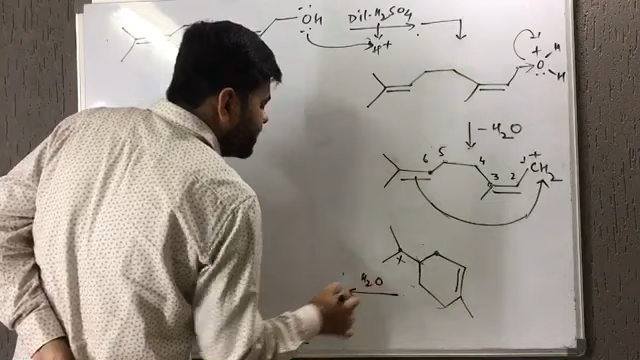 OH
Dil. H₂SO₄
H⁺
+
O
H
H
-H₂O
6 5 4 3 2 1
+
CH₂
+
H₂O